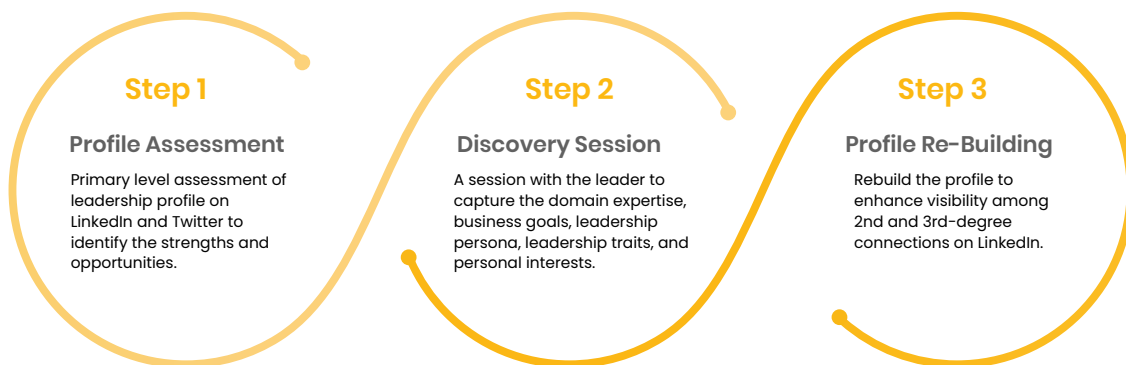 Step 1
Profile Assessment
Primary level assessment of
leadership profile on
LinkedIn and Twitter to
identify the strengths and
opportunities.
Step 2
Discovery Session
A session with the leader to
capture the domain expertise,
business goals, leadership
persona, leadership traits, and
personal interests.
Step 3
Profile Re-Building
Rebuild the profile to
enhance visibility among
2nd and 3rd-degree
connections on LinkedIn.